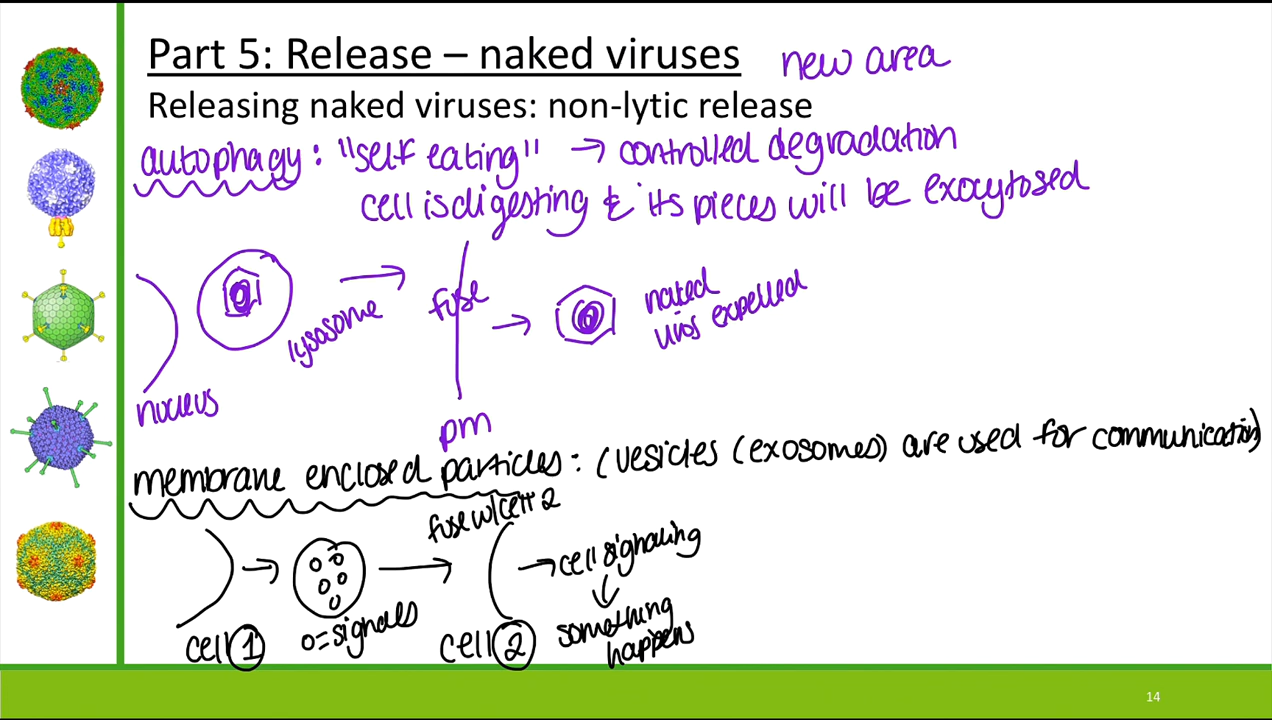 Part 5: Release – naked viruses
new area
Releasing naked viruses: non-lytic release
autophagy: "self eating" → controlled degradation
cell is digesting & its pieces will be exocytosed
lysosome
fuse
naked
virus expelled
nucleus
pm
membrane enclosed particles: (vesicles (exosomes) are used for communication)
fuse w/cell 2
→ cell signaling
o=signals
something
happens
cell 1
cell 2
14